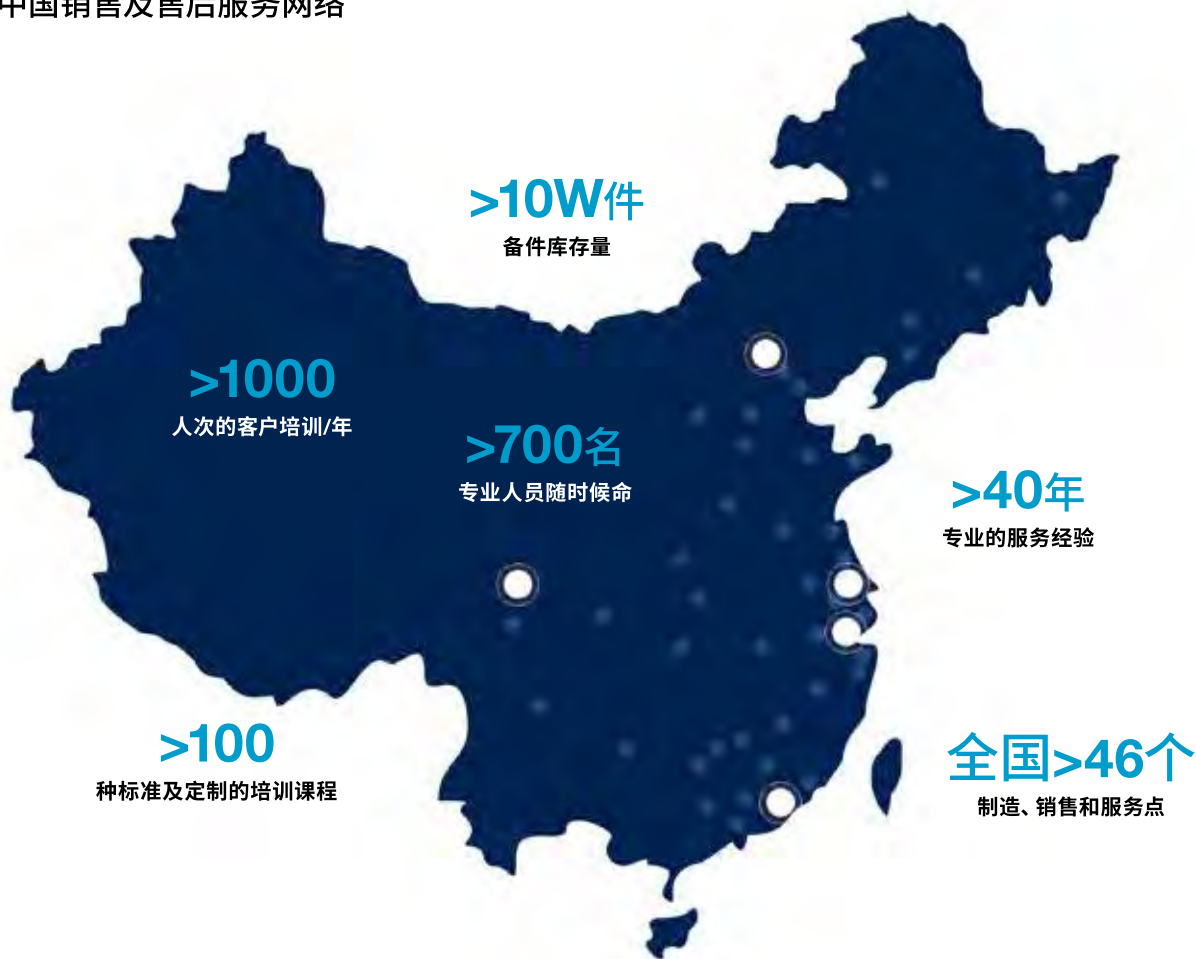 中国销售及售后服务网络
>10W件
备件库存量
>1000
人次的客户培训/年
>700名
专业人员随时候命
>40年
专业的服务经验
>100
种标准及定制的培训课程
全国>46个
制造、销售和服务点